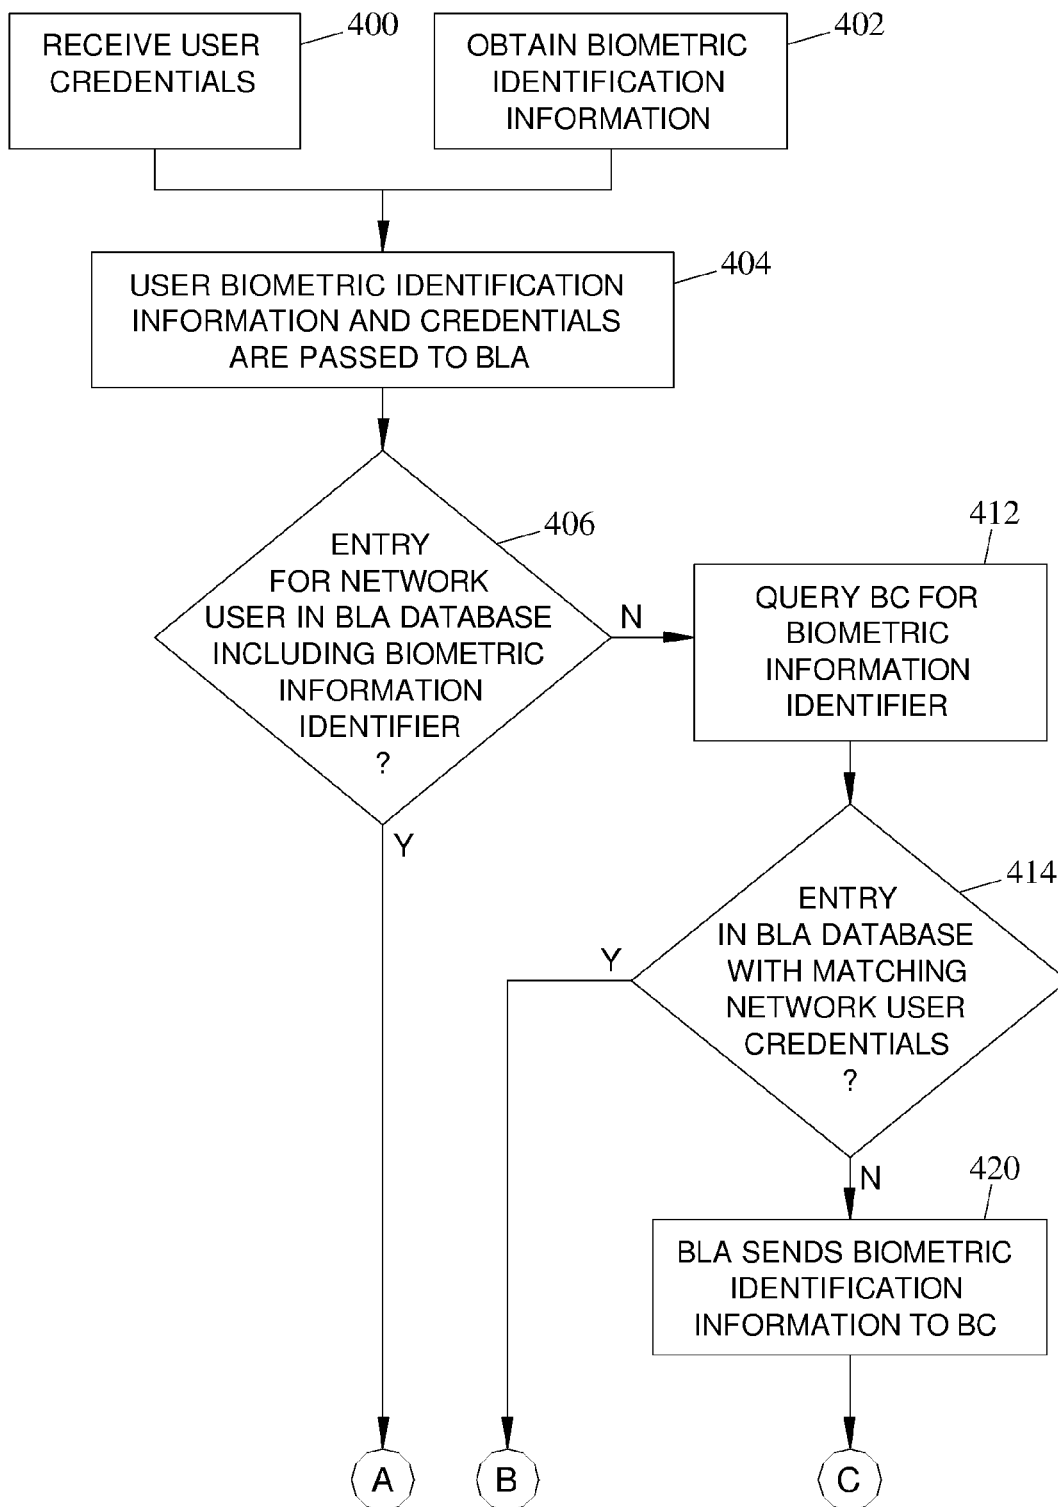 RECEIVE USER
CREDENTIALS
400
OBTAIN BIOMETRIC
IDENTIFICATION
INFORMATION
402
USER BIOMETRIC IDENTIFICATION
INFORMATION AND CREDENTIALS
ARE PASSED TO BLA
404
ENTRY
FOR NETWORK
USER IN BLA DATABASE
INCLUDING BIOMETRIC
INFORMATION
IDENTIFIER
?
406
N
Y
QUERY BC FOR
BIOMETRIC
INFORMATION
IDENTIFIER
412
ENTRY
IN BLA DATABASE
WITH MATCHING
NETWORK USER
CREDENTIALS
?
414
Y
N
BLA SENDS BIOMETRIC
IDENTIFICATION
INFORMATION TO BC
420
A
B
C